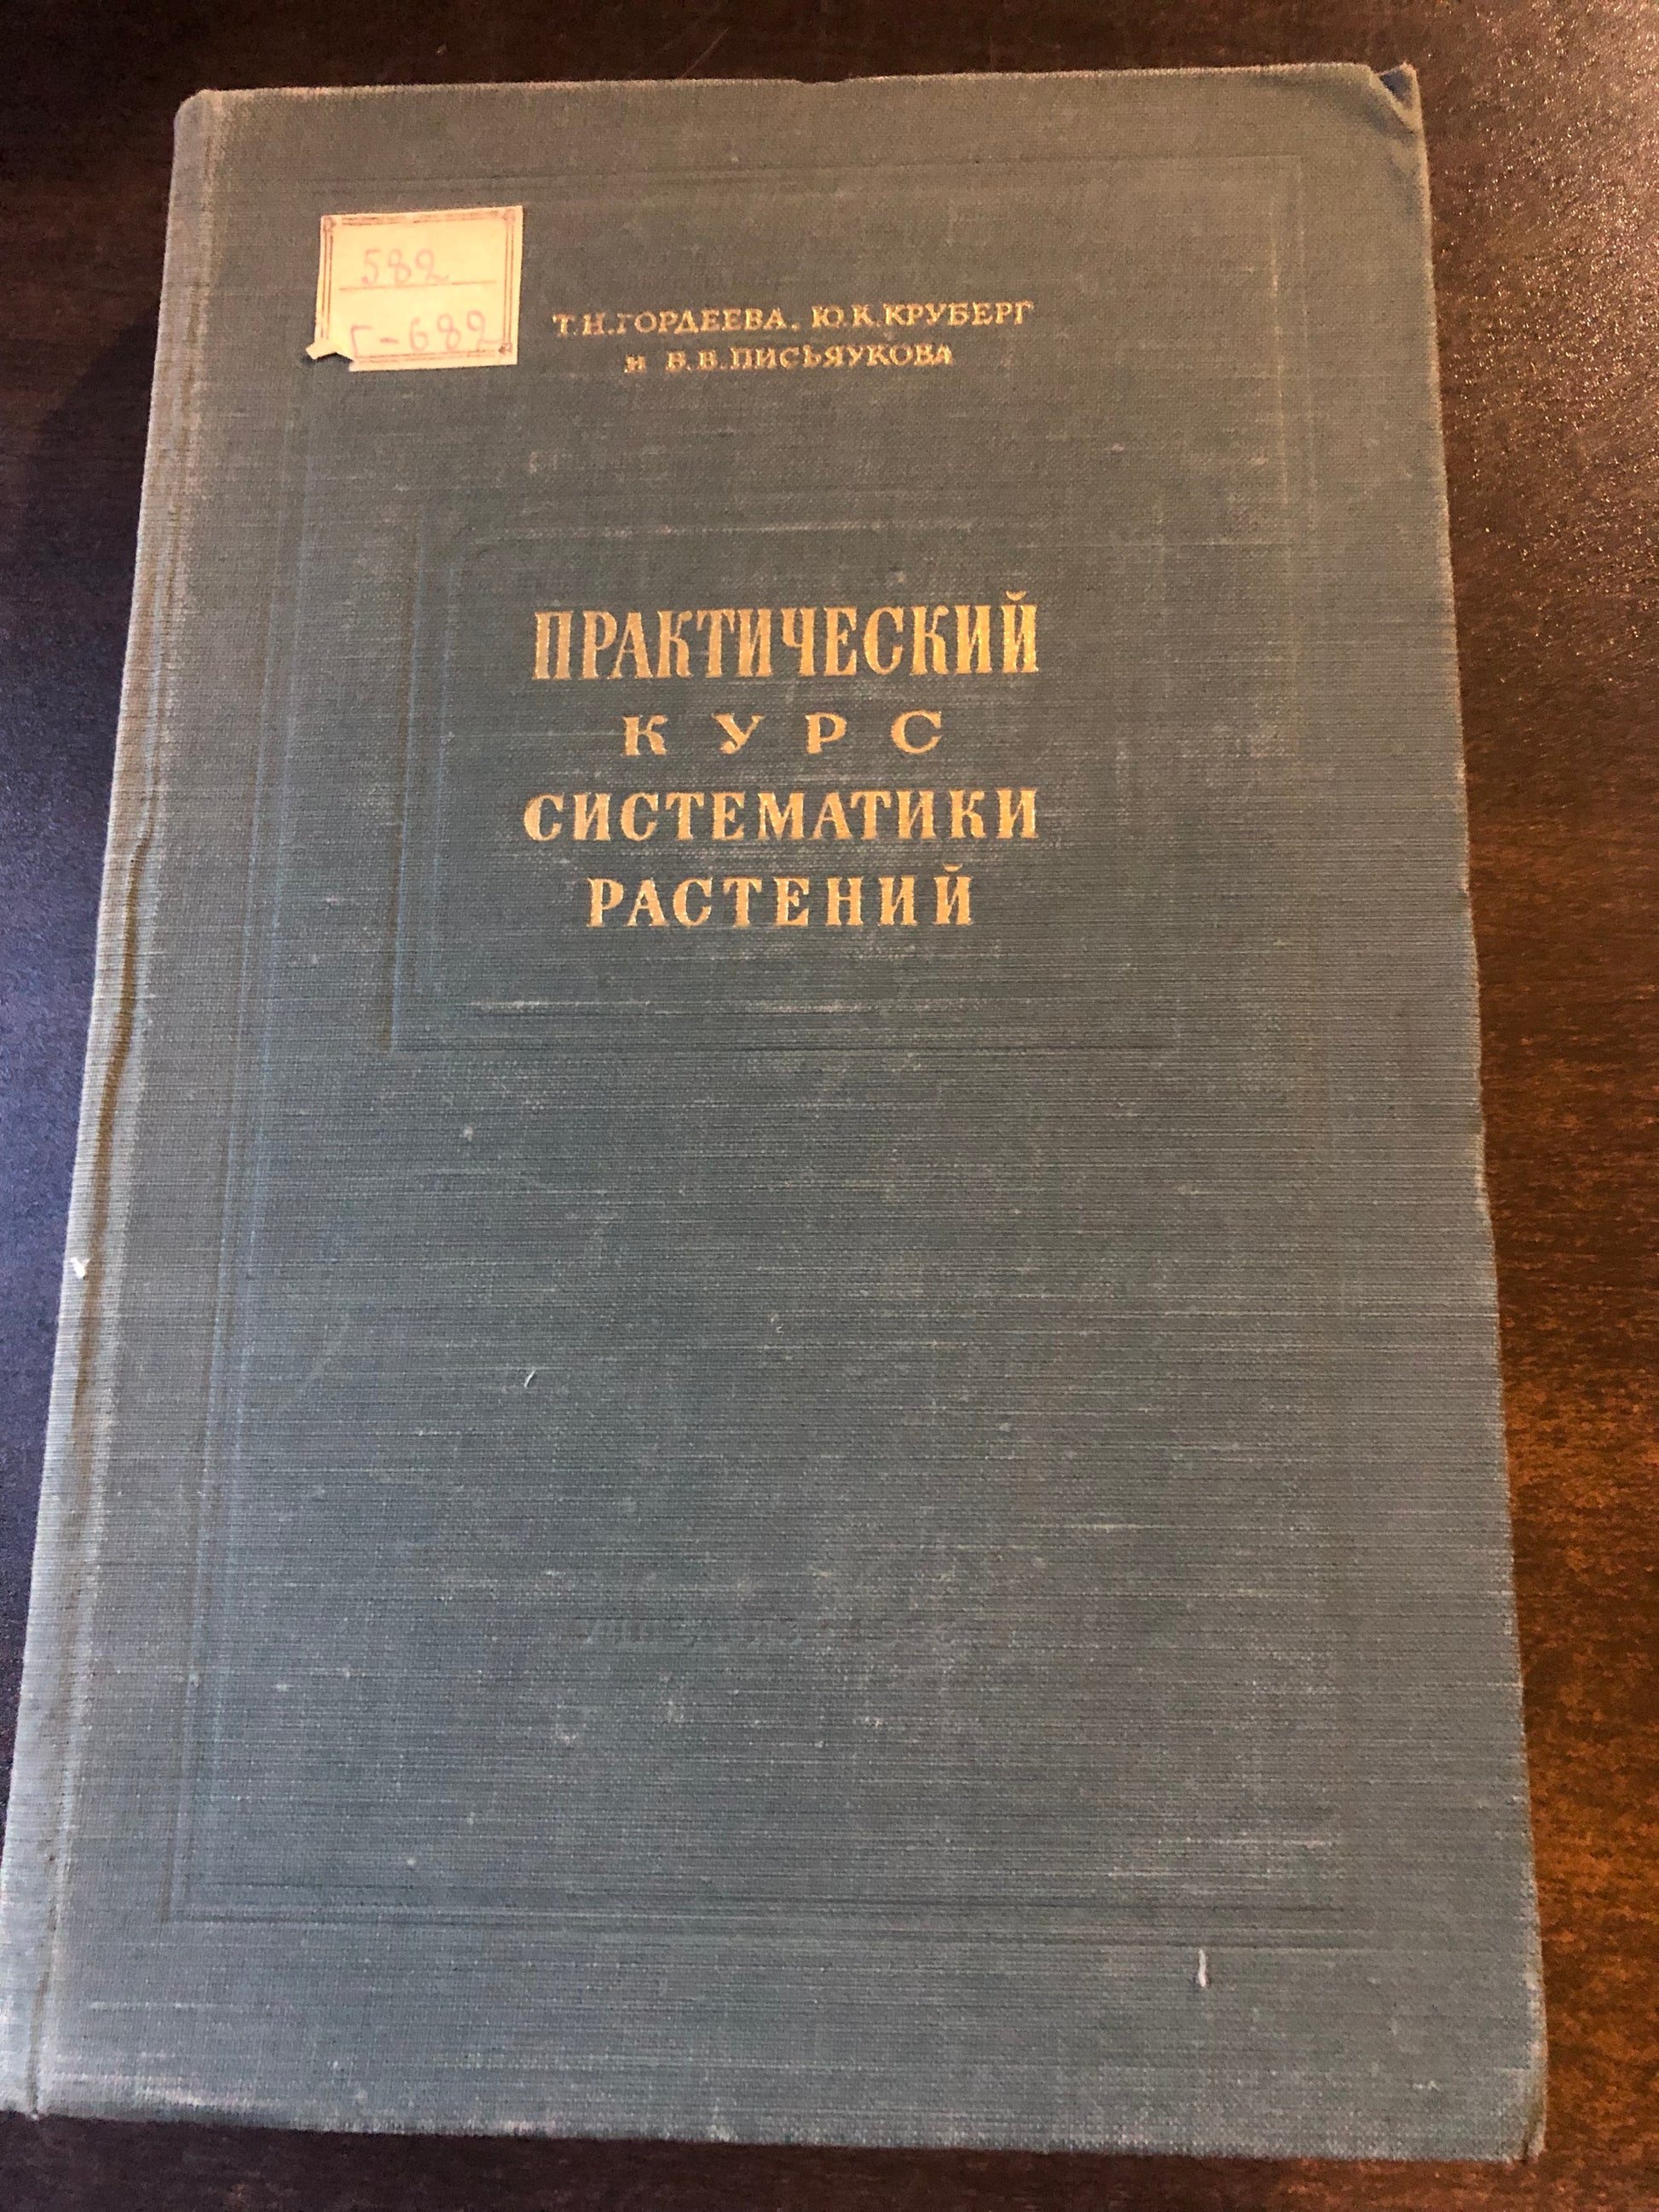 582
Г-689
Т.Н.ГОРДЕЕВА, Ю.К.КРУБЕРГ
и В.В.ПИСЬЯУКОВА
ПРАКТИЧЕСКИЙ
КУРС
СИСТЕМАТИКИ
РАСТЕНИЙ